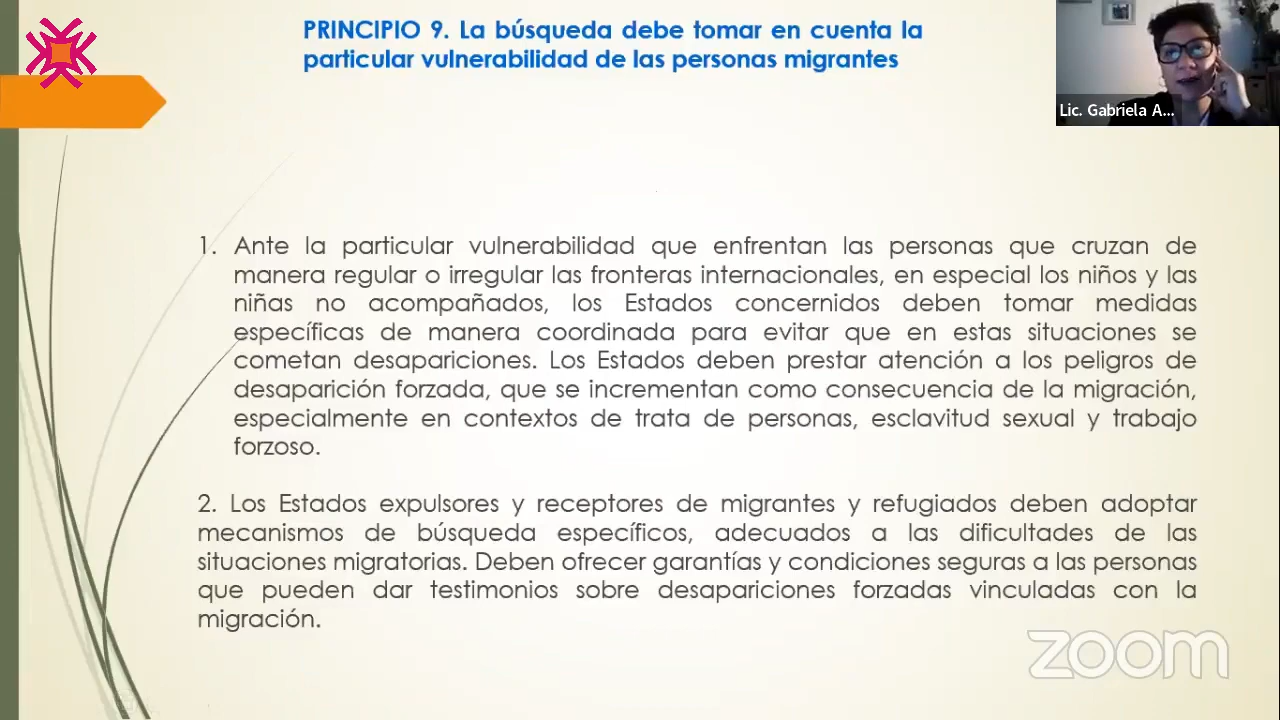 PRINCIPIO 9. La búsqueda debe tomar en cuenta la
particular vulnerabilidad de las personas migrantes
Lic. Gabriela A...
1. Ante la particular vulnerabilidad que enfrentan las personas que cruzan de
manera regular o irregular las fronteras internacionales, en especial los niños y las
niñas no acompañados, los Estados concernidos deben tomar medidas
específicas de manera coordinada para evitar que en estas situaciones se
cometan desapariciones. Los Estados deben prestar atención a los peligros de
desaparición forzada, que se incrementan como consecuencia de la migración,
especialmente en contextos de trata de personas, esclavitud sexual y trabajo
forzoso.
2. Los Estados expulsores y receptores de migrantes y refugiados deben adoptar
mecanismos de búsqueda específicos, adecuados a las dificultades de las
situaciones migratorias. Deben ofrecer garantías y condiciones seguras a las personas
que pueden dar testimonios sobre desapariciones forzadas vinculadas con la
migración.
zoom